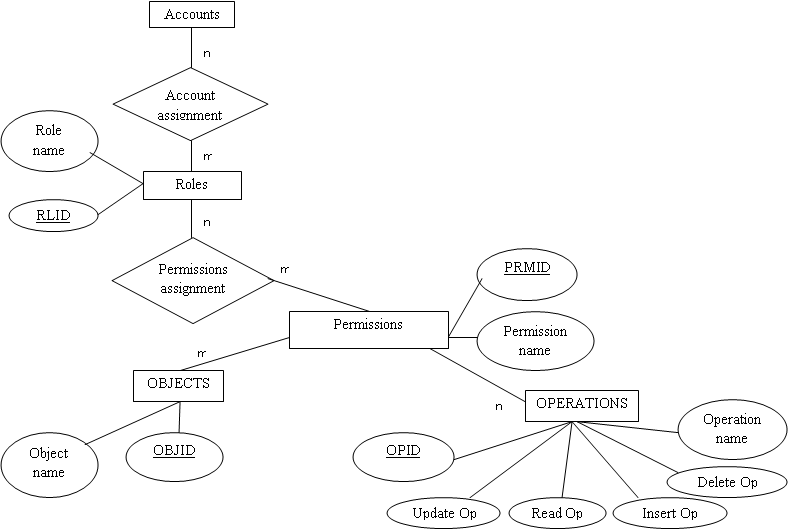 Accounts
n
Account
assignment
Role
name
m
Roles
RLID
n
Permissions
assignment
m
PRMID
Permissions
Permission
name
m
OBJECTS
n
OPERATIONS
Operation
name
Object
name
OBJID
OPID
Delete Op
Update Op
Read Op
Insert Op